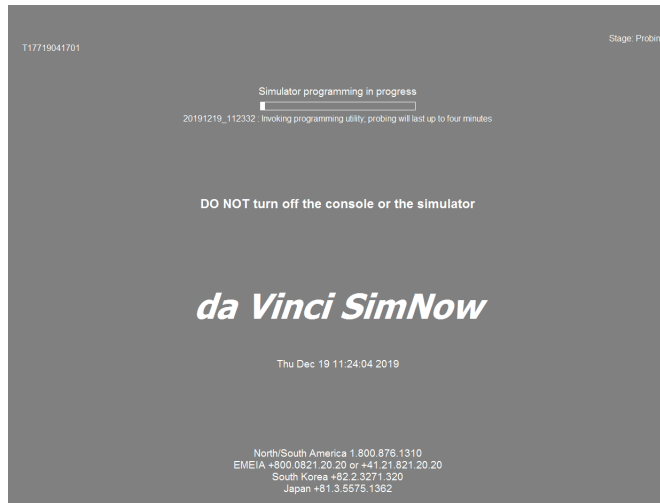 T17719041701
Stage: Probin
Simulator programming in progress
20191219_112332 : Invoking programming utility, probing will last up to four minutes
DO NOT turn off the console or the simulator
da Vinci SimNow
Thu Dec 19 11:24:04 2019
North/South America 1.800.876.1310
EMEIA +800.0821.20.20 or +41.21.821.20.20
South Korea +82.2.3271.320
Japan +81.3.5575.1362